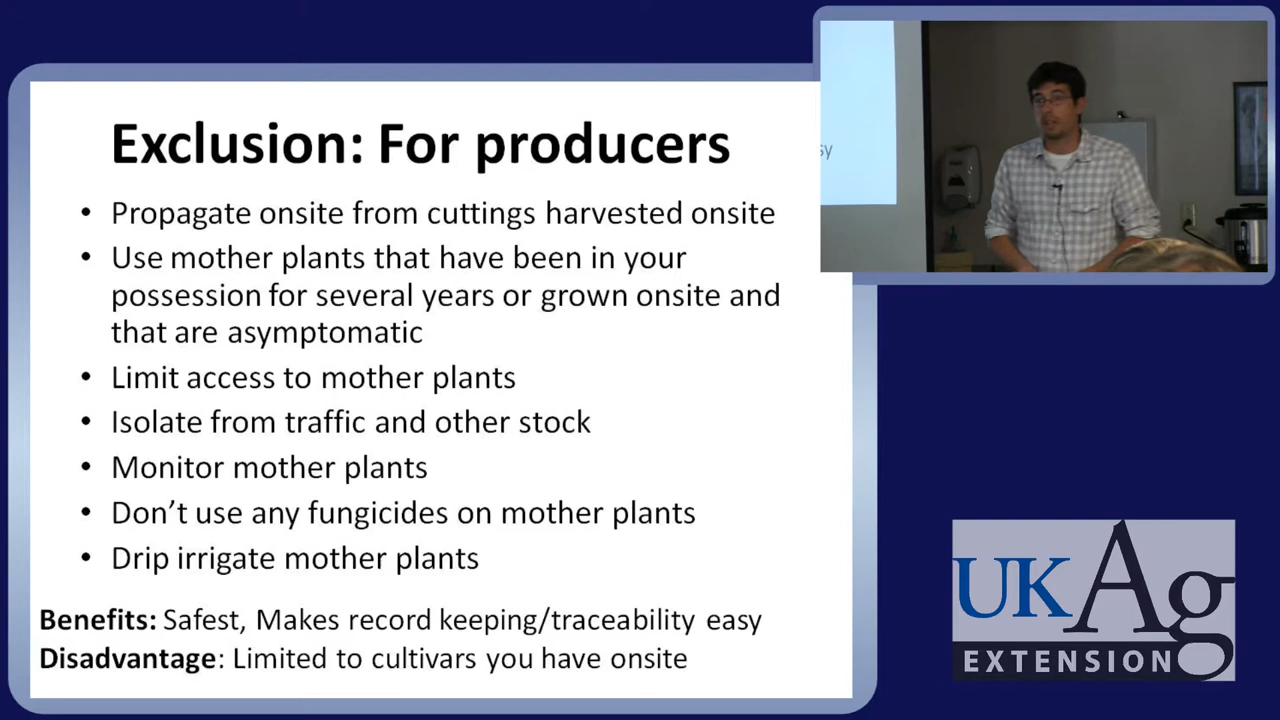 Exclusion: For producers
• Propagate onsite from cuttings harvested onsite
• Use mother plants that have been in your
possession for several years or grown onsite and
that are asymptomatic
• Limit access to mother plants
• Isolate from traffic and other stock
• Monitor mother plants
• Don’t use any fungicides on mother plants
• Drip irrigate mother plants
Benefits: Safest, Makes record keeping/traceability easy
Disadvantage: Limited to cultivars you have onsite
sy
UKAg
EXTENSION